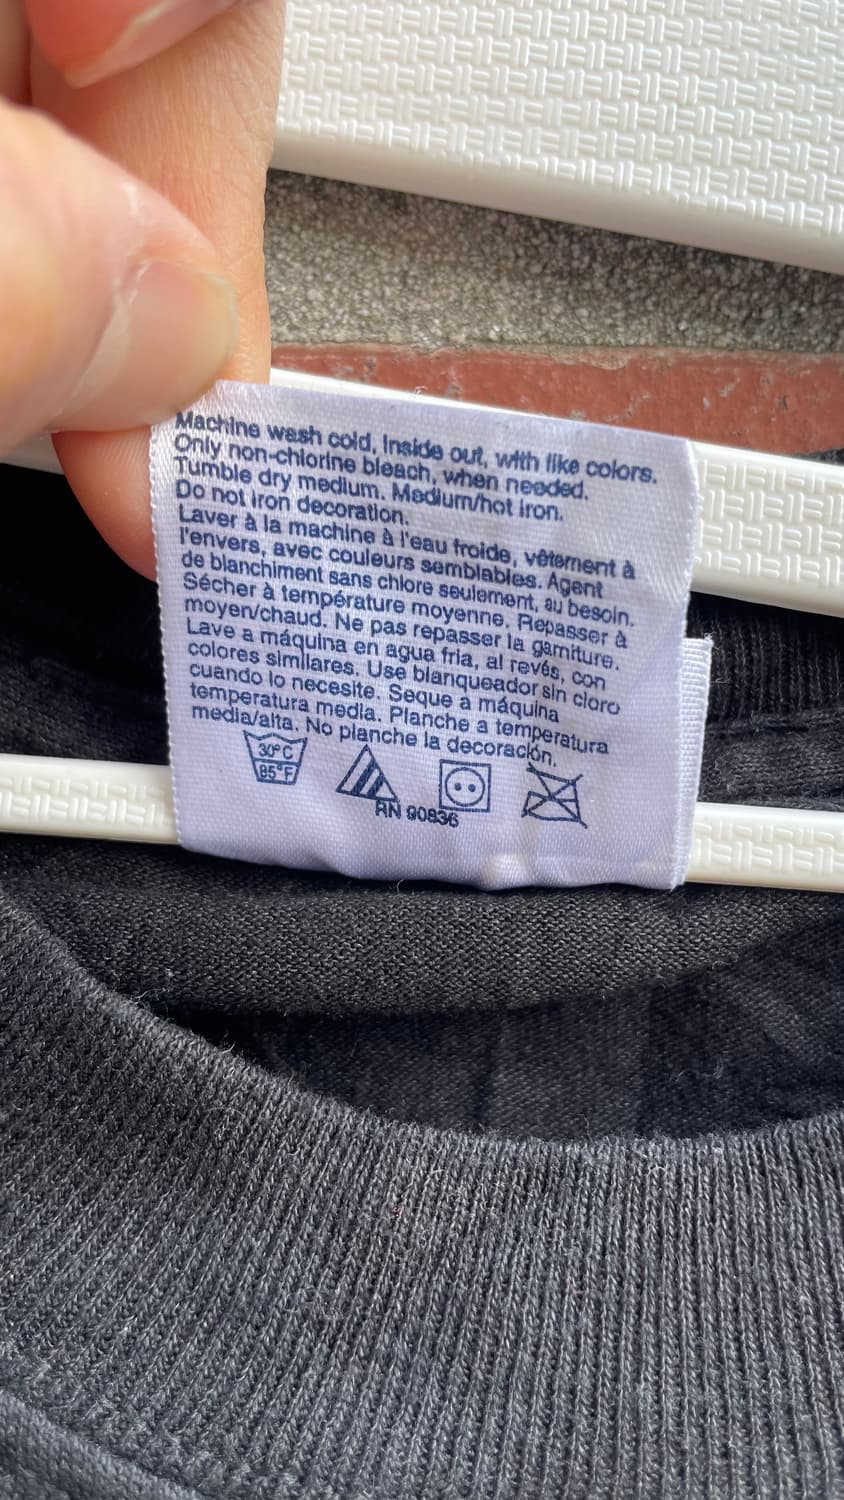 Machine wash cold, inside out, with like colors.
Only non-chlorine bleach, when needed.
Tumble dry medium. Medium/hot iron.
Do not iron decoration.
Laver à la machine à l'eau froide, vêtement à
l'envers, avec couleurs semblables. Agent
de blanchiment sans chlore seulement, au besoin.
Sécher à température moyenne. Repasser à
moyen/chaud. Ne pas repasser la garniture.
Lave a máquina en agua fria, al revés, con
colores similares. Use blanqueador sin cloro
cuando lo necesite. Seque a máquina
temperatura media. Planche a temperatura
media/alta. No planche la decoración.
30°C
85°F
RN 90836